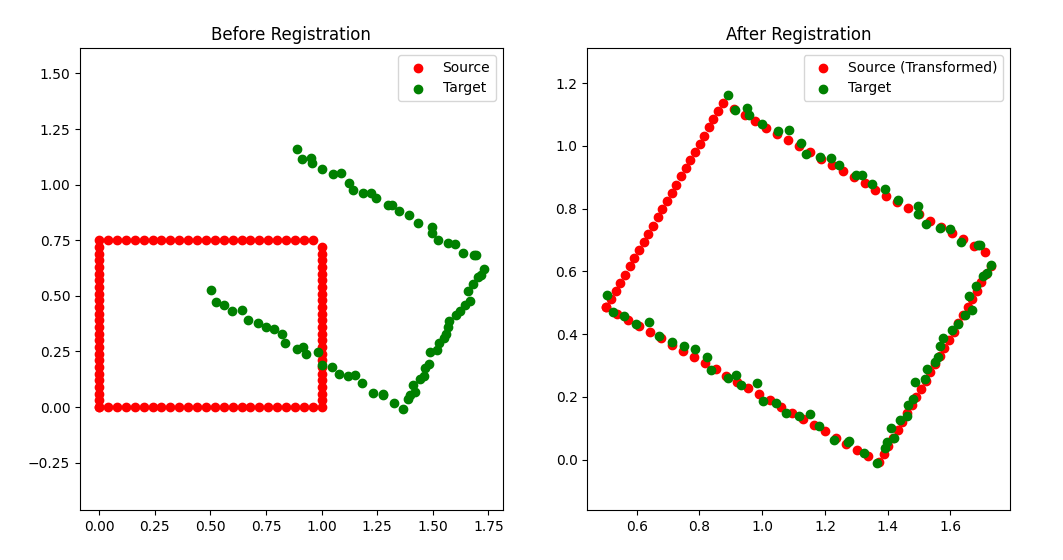 Before Registration
Source
Target
1.50
1.25
1.00
0.75
0.50
0.25
0.00
−0.25
0.00 0.25 0.50 0.75 1.00 1.25 1.50 1.75
After Registration
Source (Transformed)
Target
1.2
1.0
0.8
0.6
0.4
0.2
0.0
0.6 0.8 1.0 1.2 1.4 1.6